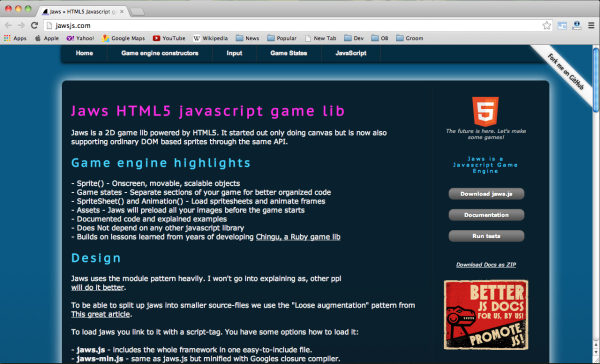 Jaws » HTML5 Javascript g
jawsjs.com
Apps Apple Yahoo! Google Maps YouTube Wikipedia News Popular New Tab Dev OB Groom
Home Game engine constructors Input Game States JavaScript
Fork me on GitHub
Jaws HTML5 javascript game lib
Jaws is a 2D game lib powered by HTML5. It started out only doing canvas but is now also
supporting ordinary DOM based sprites through the same API.
Game engine highlights
- Sprite() - Onscreen, movable, scalable objects
- Game states - Separate sections of your game for better organized code
- SpriteSheet() and Animation() - Load spritesheets and animate frames
- Assets - Jaws will preload all your images before the game starts
- Documented code and explained examples
- Does Not depend on any other javascript library
- Builds on lessons learned from years of developing Chingu, a Ruby game lib
Design
Jaws uses the module pattern heavily. I won't go into explaining as, other ppl
will do it better.
To be able to split up jaws into smaller source-files we use the "Loose augmentation" pattern from
This great article.
To load jaws you link to it with a script-tag. You have some options how to load it:
- jaws.js - includes the whole framework in one easy-to-include file.
- jaws-min.js - same as jaws.js but minified with Googles closure compiler.
5
The future is here. Let's make
some games!
Jaws is a
Javascript Game
Engine
Download jaws.js
Documentation
Run tests
Download Docs as ZIP
BETTER
JS DOCS
FOR US, BY US!
PROMOTE
JS!